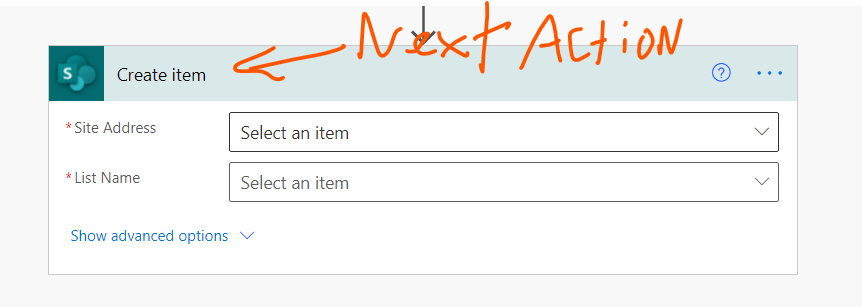 Next Action
S
Create item
* Site Address
Select an item
* List Name
Select an item
Show advanced options